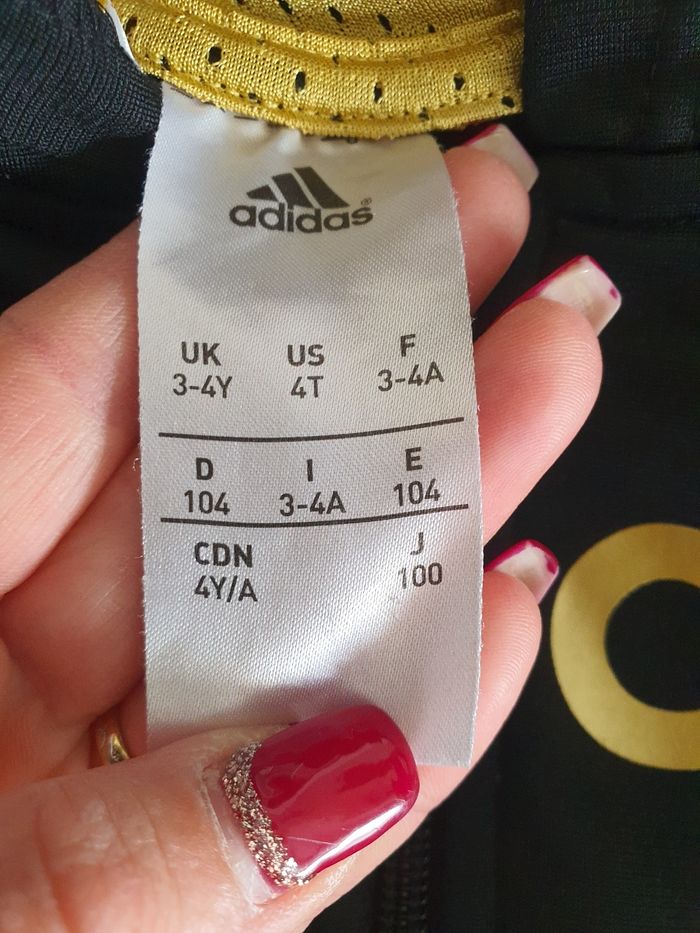 adidas®
UK US F
3-4Y 4T 3-4A
D I E
104 3-4A 104
CDN J
4Y/A 100